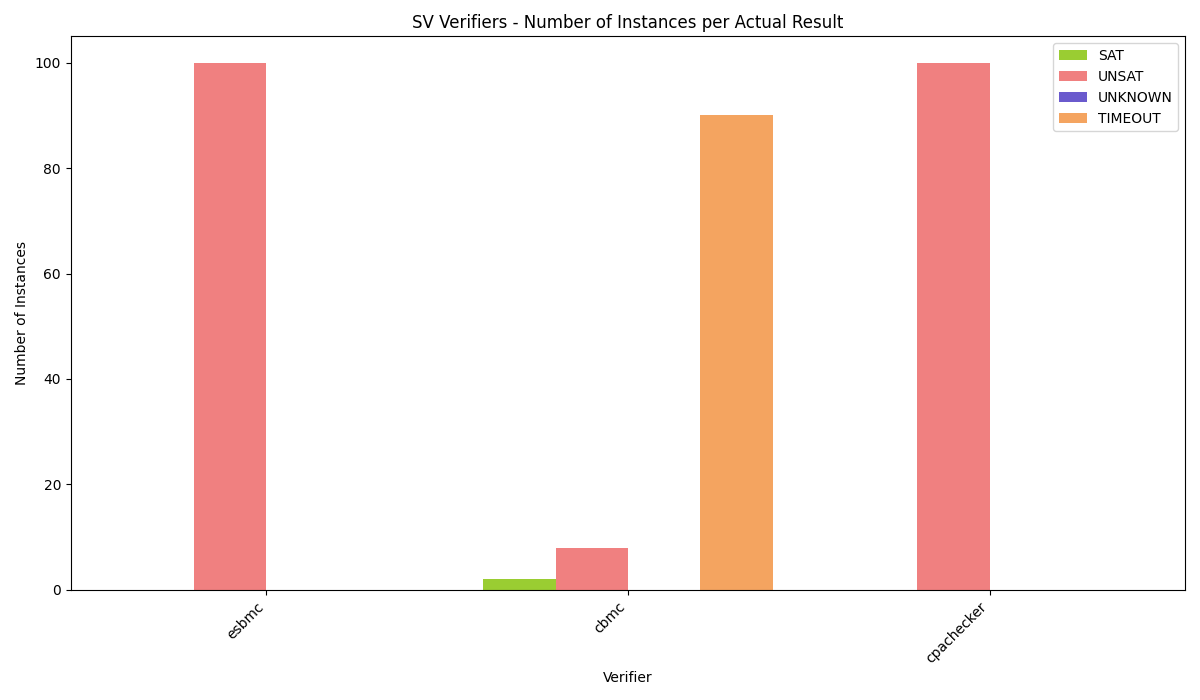 SV Verifiers - Number of Instances per Actual Result
SAT
UNSAT
UNKNOWN
TIMEOUT
Number of Instances
100
80
60
40
20
0
esbmc
cbmc
cpachecker
Verifier